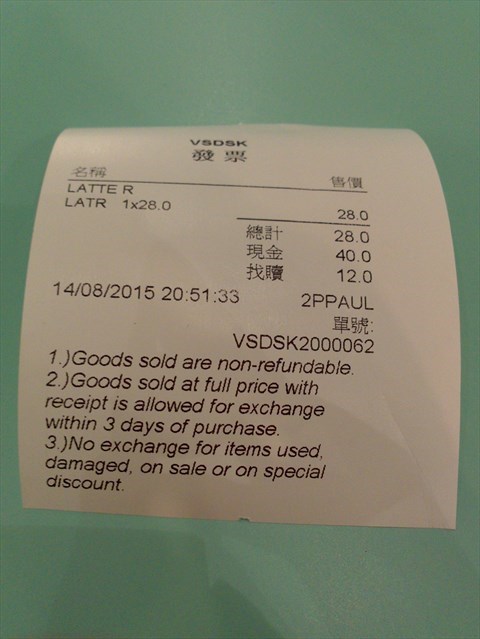 VSDSK
發票
名稱 售價
LATTE R
LATR 1x28.0 28.0
總計 28.0
現金 40.0
找贖 12.0
14/08/2015 20:51:33 2PPAUL
單號:
VSDSK2000062
1.)Goods sold are non-refundable.
2.)Goods sold at full price with
receipt is allowed for exchange
within 3 days of purchase.
3.)No exchange for items used,
damaged, on sale or on special
discount.